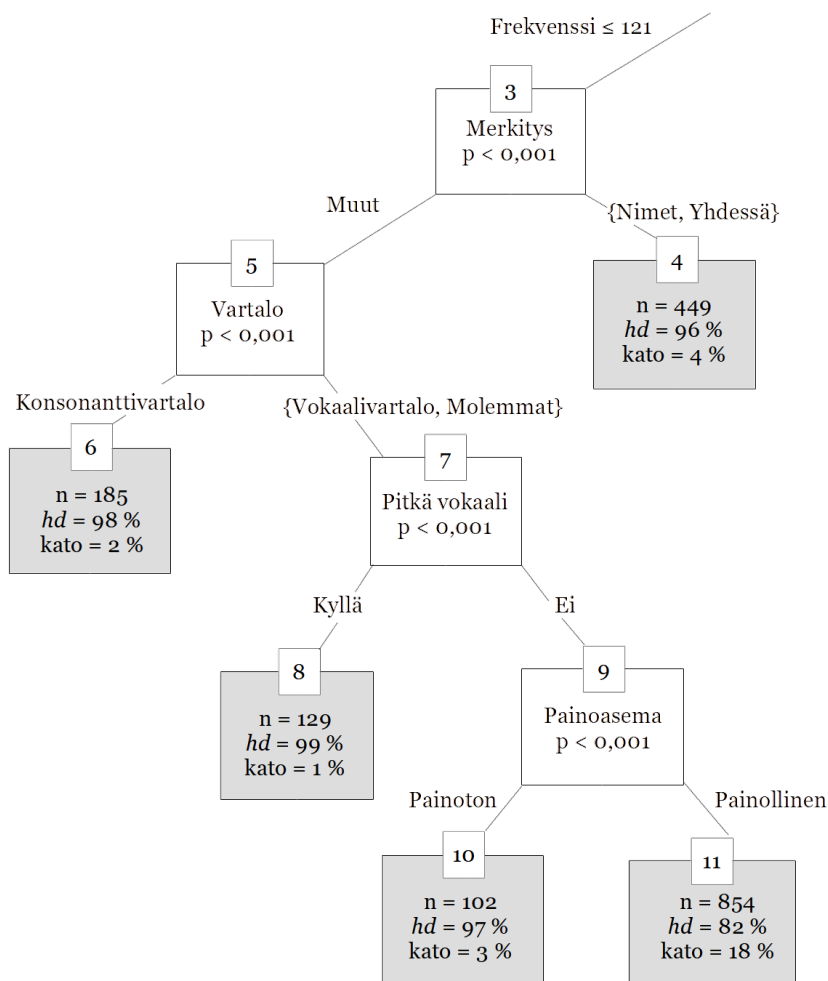 Frekvenssi ≤ 121
3
Merkitys
p < 0,001
Muut
{Nimet, Yhdessä}
5
Vartalo
p < 0,001
4
n = 449
hd = 96 %
kato = 4 %
Konsonanttivartalo
{Vokaalivartalo, Molemmat}
6
n = 185
hd = 98 %
kato = 2 %
7
Pitkä vokaali
p < 0,001
Kyllä
Ei
8
n = 129
hd = 99 %
kato = 1 %
9
Painoasema
p < 0,001
Painoton
Painollinen
10
n = 102
hd = 97 %
kato = 3 %
11
n = 854
hd = 82 %
kato = 18 %